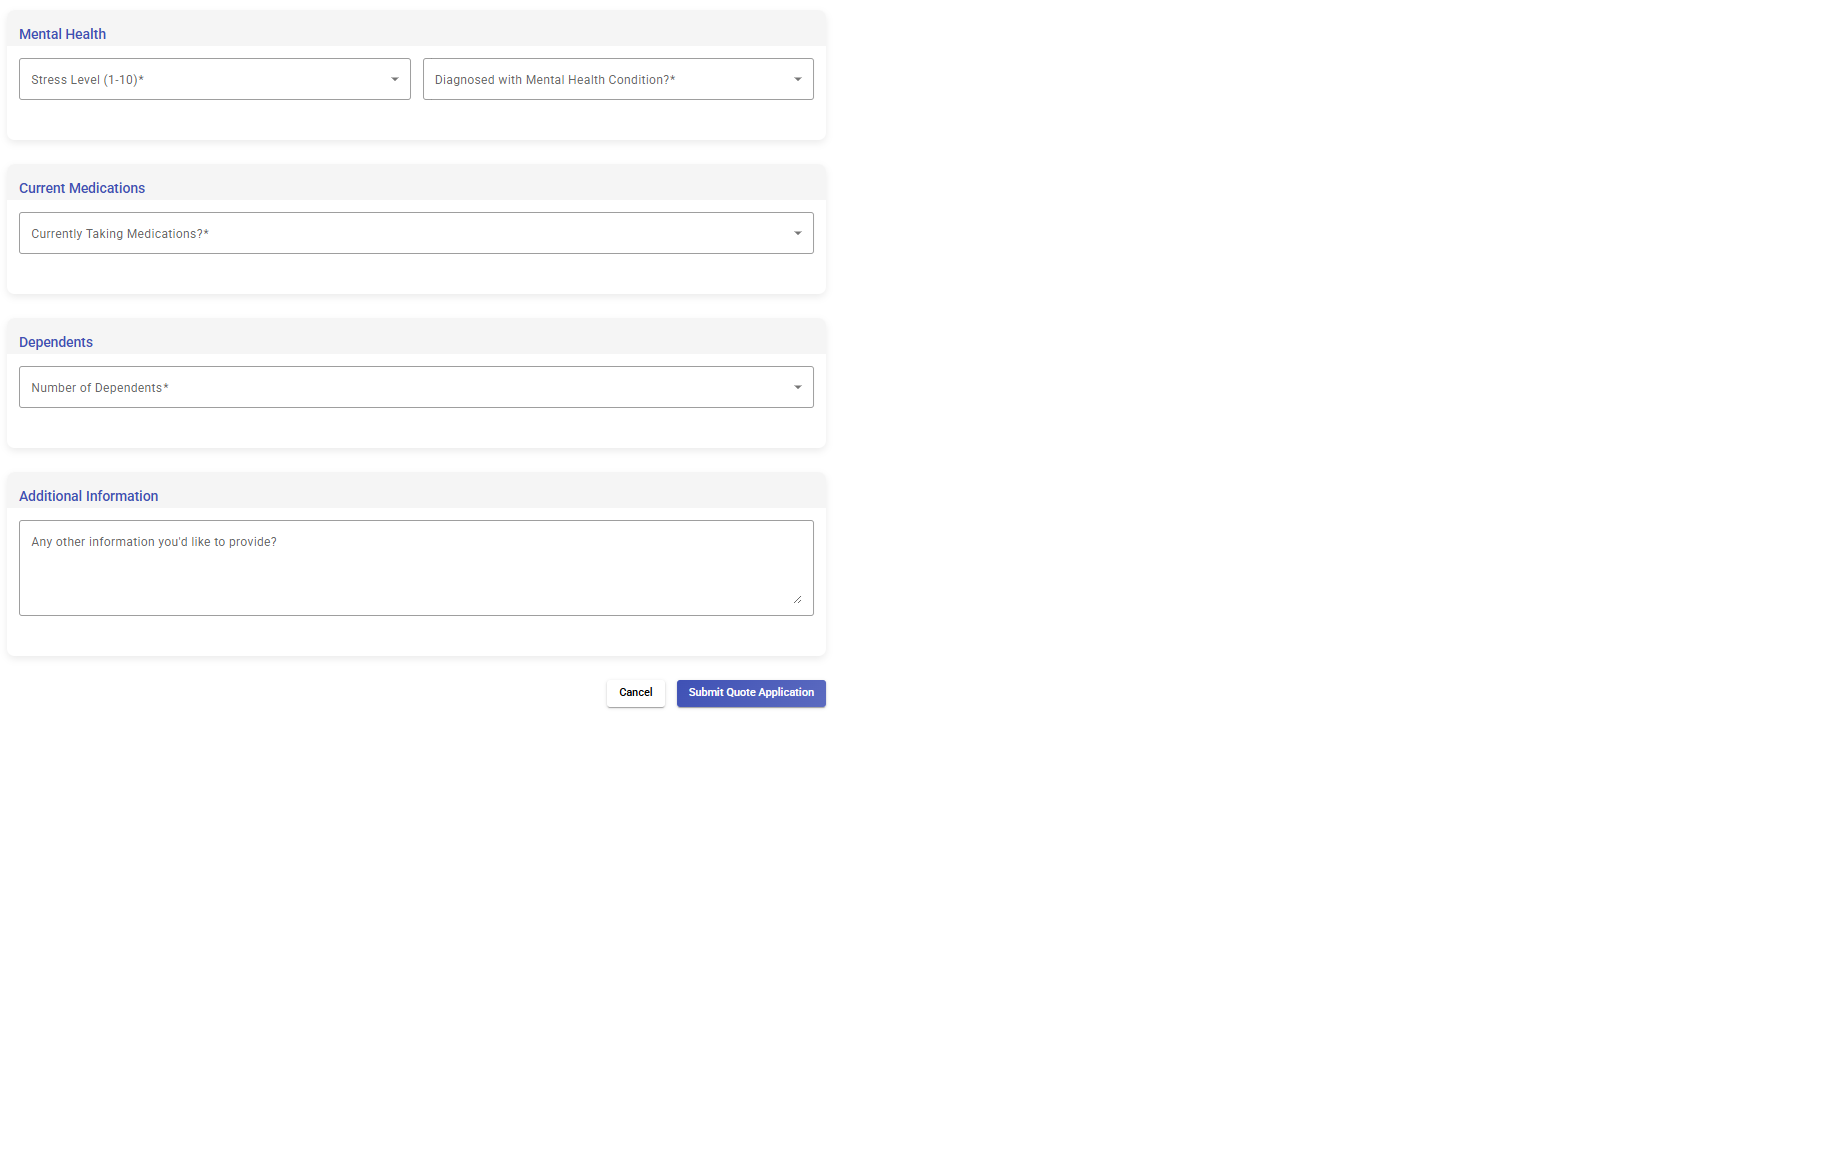 Mental Health
Stress Level (1-10)*
Diagnosed with Mental Health Condition?*
Current Medications
Currently Taking Medications?*
Dependents
Number of Dependents*
Additional Information
Any other information you'd like to provide?
Cancel
Submit Quote Application